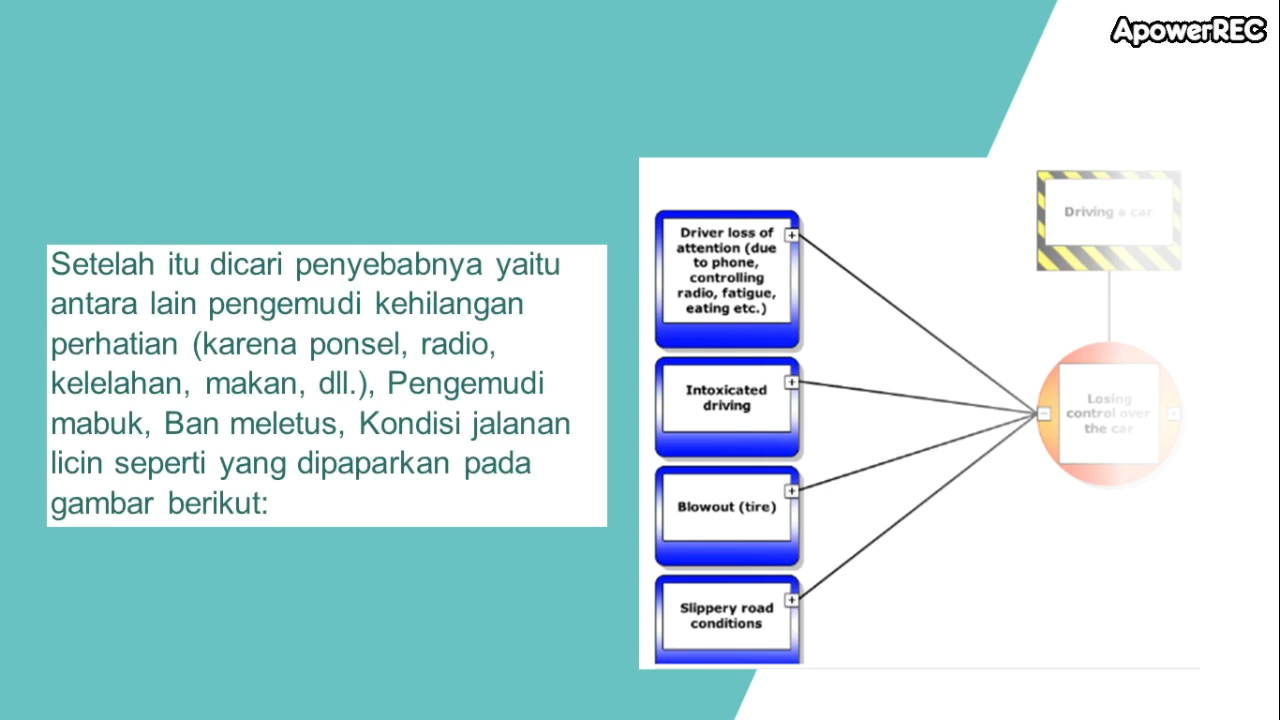 ApowerREC
Setelah itu dicari penyebabnya yaitu
antara lain pengemudi kehilangan
perhatian (karena ponsel, radio,
kelelahan, makan, dll.), Pengemudi
mabuk, Ban meletus, Kondisi jalanan
licin seperti yang dipaparkan pada
gambar berikut:
Driver loss of
attention (due
to phone,
controlling
radio, fatigue,
eating etc.)
Intoxicated
driving
Blowout (tire)
Slippery road
conditions
Driving a car
Losing
control over
the car